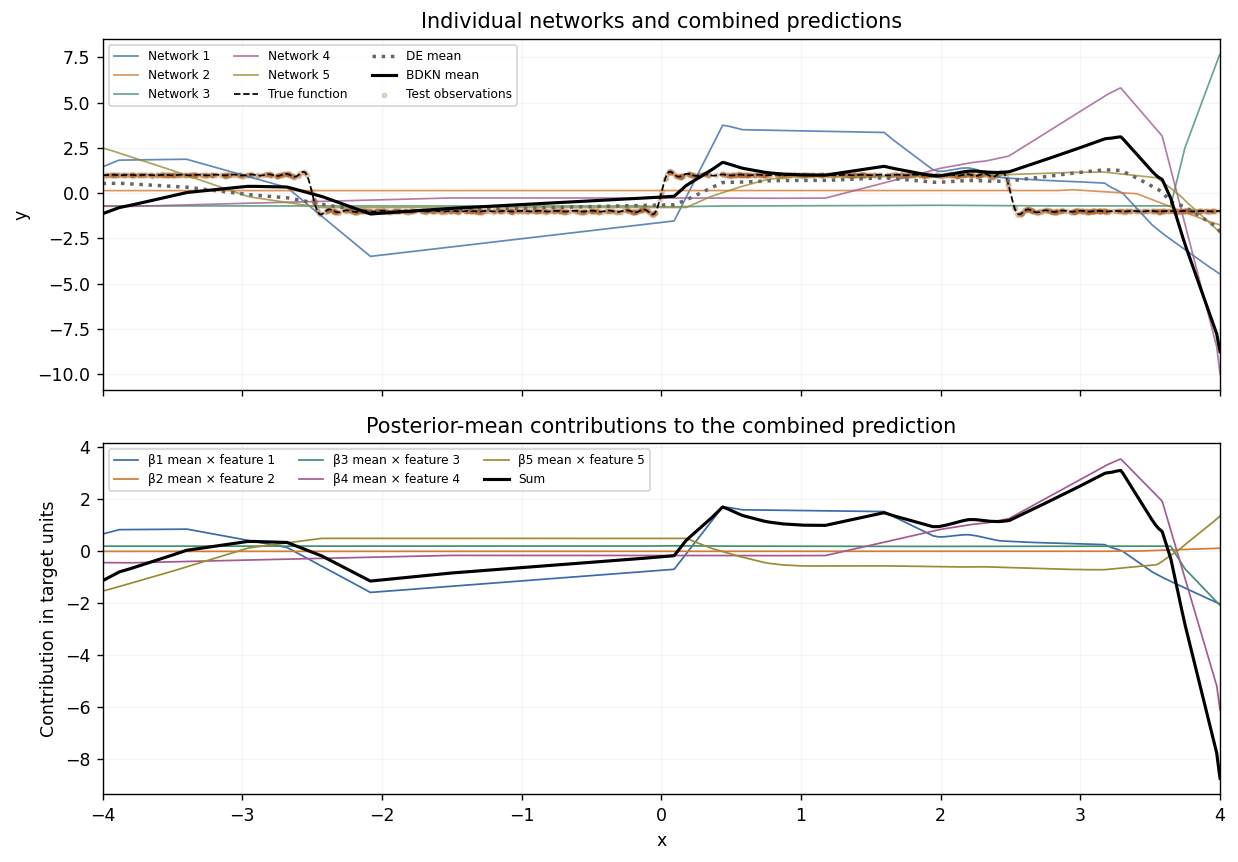 Individual networks and combined predictions
Network 1 Network 4 DE mean
Network 2 Network 5 BDKN mean
Network 3 True function Test observations
7.5
5.0
2.5
0.0
−2.5
−5.0
−7.5
−10.0
y
Posterior-mean contributions to the combined prediction
β1 mean × feature 1 β3 mean × feature 3 β5 mean × feature 5
β2 mean × feature 2 β4 mean × feature 4 Sum
4
2
0
−2
−4
−6
−8
Contribution in target units
−4 −3 −2 −1 0 1 2 3 4
x